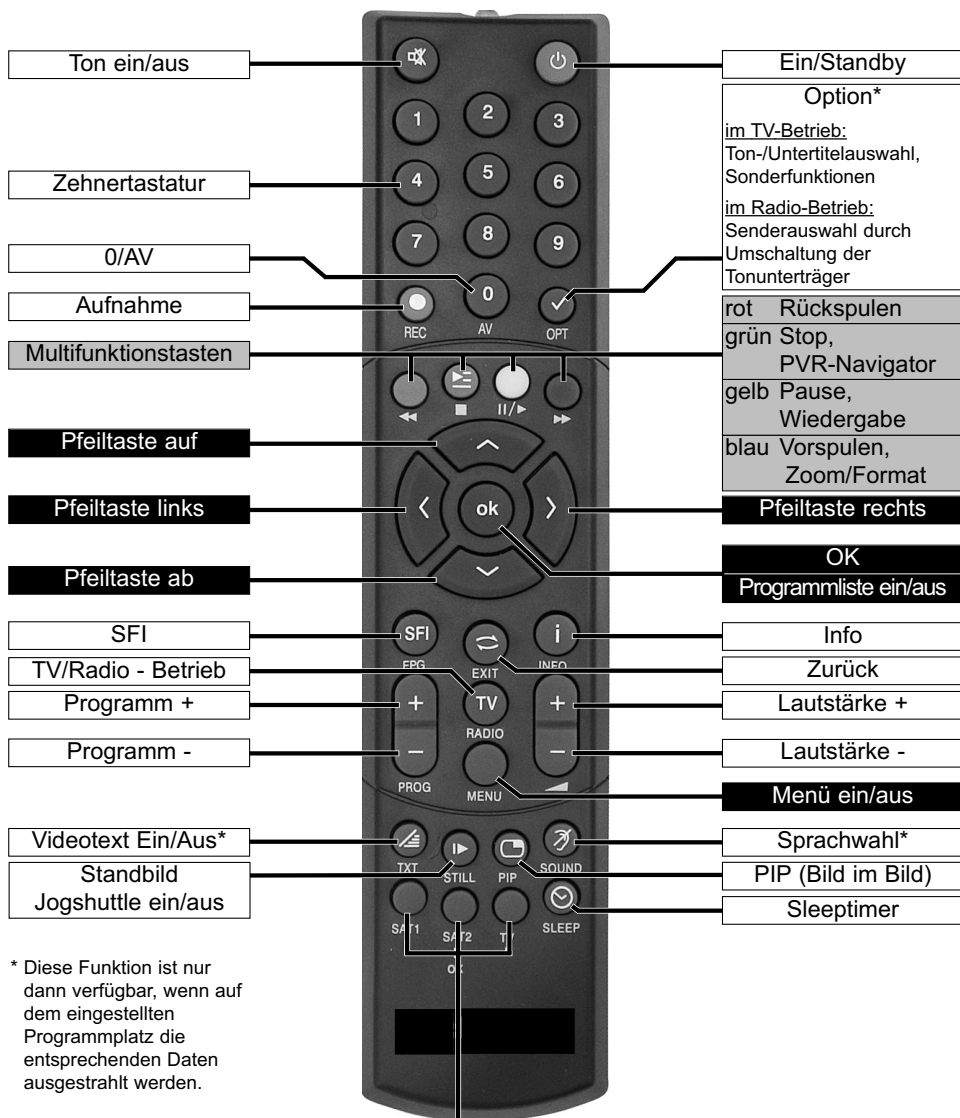 Ton ein/aus
Ein/Standby
Option*
im TV-Betrieb:
Ton-/Untertitelauswahl,
Sonderfunktionen
im Radio-Betrieb:
Senderauswahl durch
Umschaltung der
Tonunterträger
Zehnertastatur
0/AV
Aufnahme
Multifunktionstasten
1
2
3
4
5
6
7
8
9
0
REC
AV
OPT
rot Rückspulen
grün Stop,
PVR-Navigator
gelb Pause,
Wiedergabe
blau Vorspulen,
Zoom/Format
Pfeiltaste auf
Pfeiltaste links
Pfeiltaste rechts
ok
OK
Programmliste ein/aus
Pfeiltaste ab
SFI
SFI
i
Info
EPG
EXIT
INFO
Zurück
TV/Radio - Betrieb
TV
Programm +
+
+
Lautstärke +
RADIO
Programm -
−
−
Lautstärke -
PROG
MENU
Menü ein/aus
Videotext Ein/Aus*
Sprachwahl*
TXT
STILL
PIP
SOUND
Standbild
Jogshuttle ein/aus
PIP (Bild im Bild)
Sleeptimer
SAT1
SAT2
TV
SLEEP
ok
* Diese Funktion ist nur
dann verfügbar, wenn auf
dem eingestellten
Programmplatz die
entsprechenden Daten
ausgestrahlt werden.